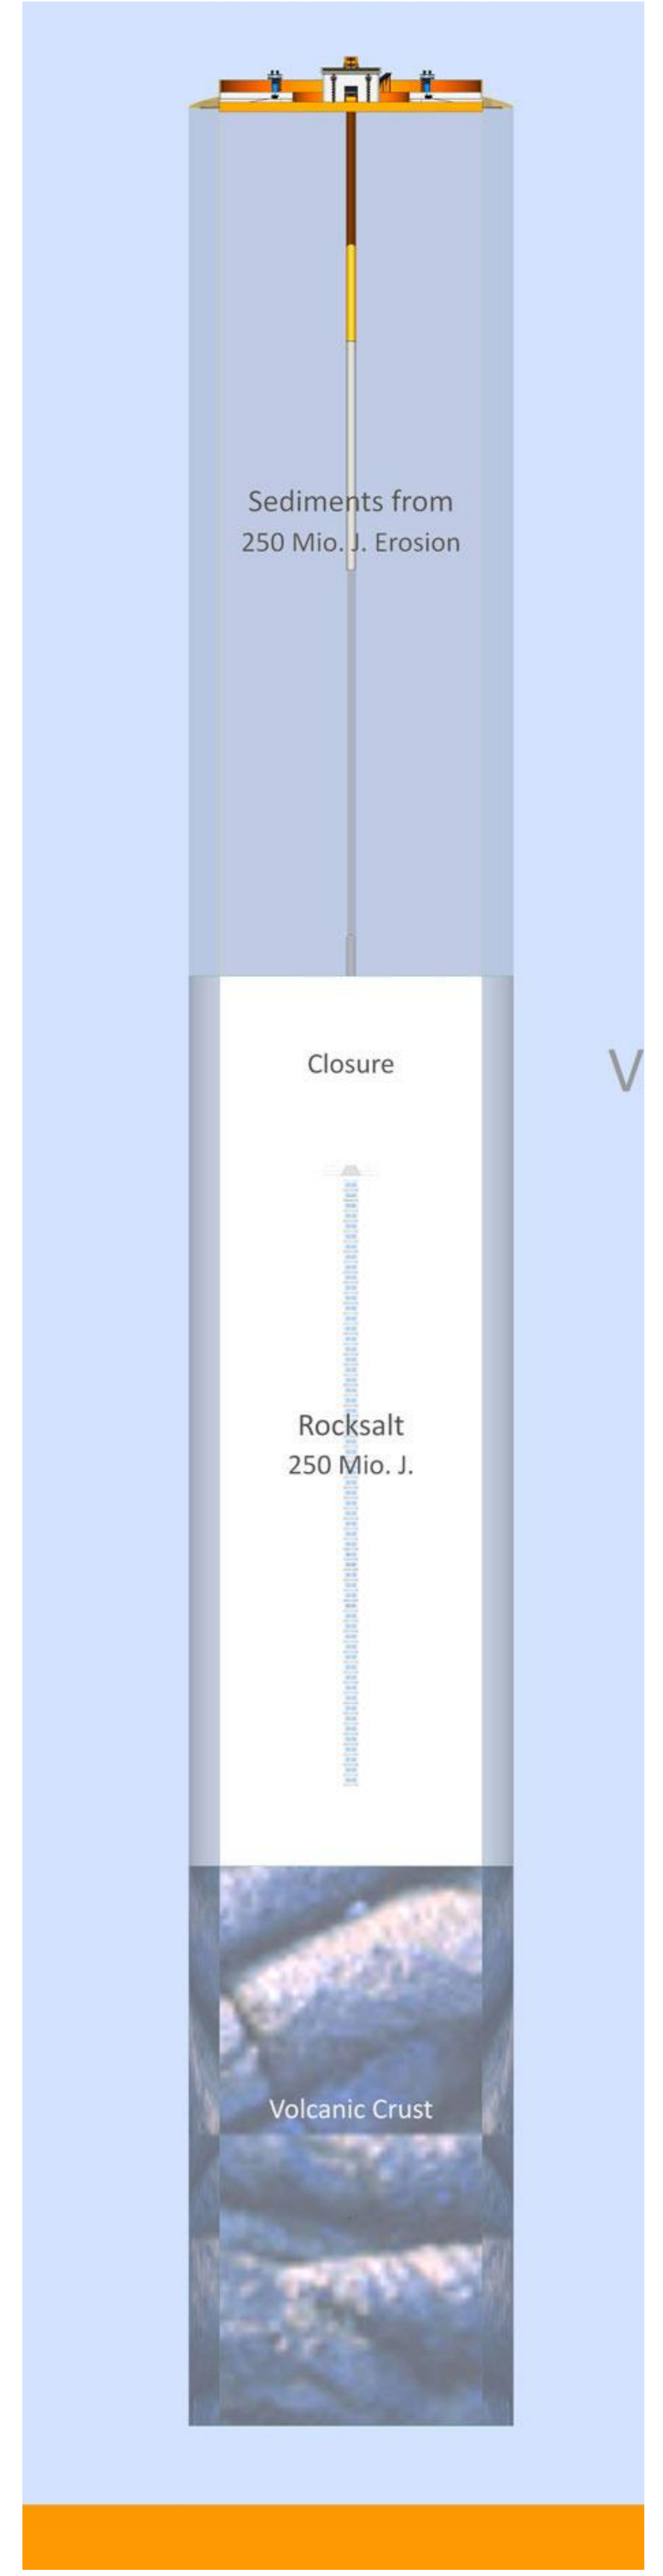 Sediments from
250 Mio. J. Erosion
Closure
V
Rocksalt
250 Mio. J.
Volcanic Crust